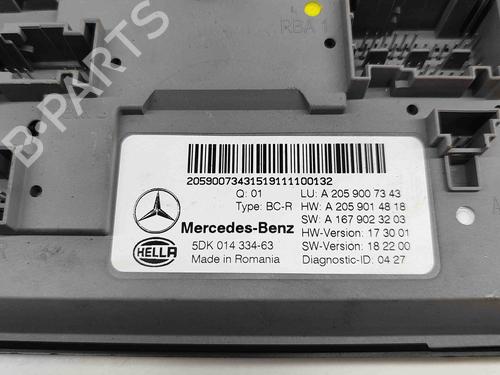 RBA 1
B-PARTS
20590073431519111100132
Q: 01 LU: A 205 900 73 43
Type: BC-R HW: A 205 901 48 18
Mercedes-Benz SW: A 167 902 32 03
HELLA 5DK 014 334-63 HW-Version: 17 30 01
Made in Romania SW-Version: 18 22 00
Diagnostic-ID: 04 27